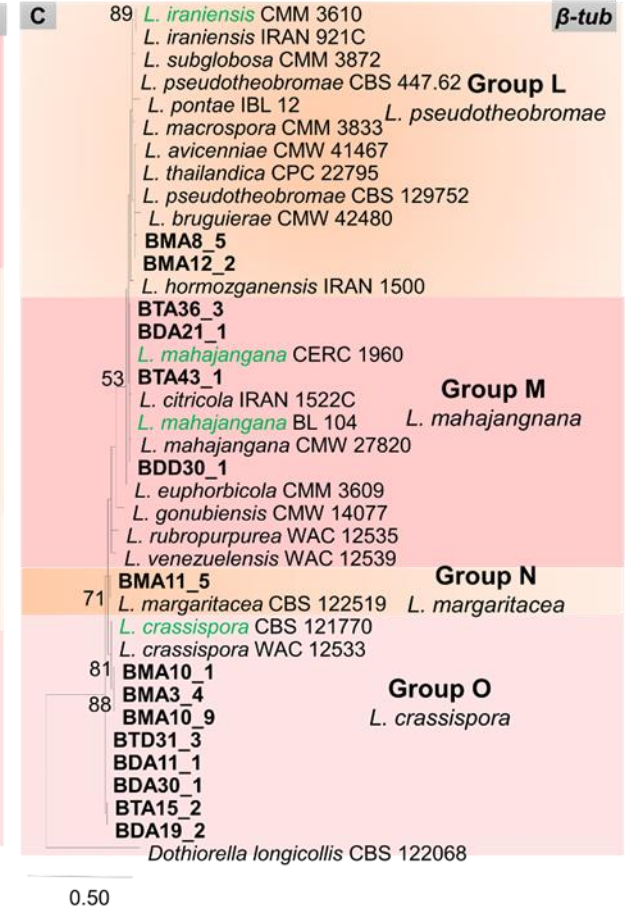 C
β-tub
89 L. iraniensis CMM 3610
L. iraniensis IRAN 921C
L. subglobosa CMM 3872
L. pseudotheobromae CBS 447.62 Group L
L. pontae IBL 12 L. pseudotheobromae
L. macrospora CMM 3833
L. avicenniae CMW 41467
L. thailandica CPC 22795
L. pseudotheobromae CBS 129752
L. bruguierae CMW 42480
BMA8_5
BMA12_2
L. hormozganensis IRAN 1500
BTA36_3
BDA21_1
L. mahajangana CERC 1960
53 BTA43_1 Group M
L. citricola IRAN 1522C
L. mahajangana BL 104 L. mahajangnana
L. mahajangana CMW 27820
BDD30_1
L. euphorbicola CMM 3609
L. gonubiensis CMW 14077
L. rubropurpurea WAC 12535
L. venezuelensis WAC 12539
BMA11_5 Group N
71 L. margaritacea CBS 122519 L. margaritacea
L. crassispora CBS 121770
L. crassispora WAC 12533
81 BMA10_1
BMA3_4 Group O
88 BMA10_9 L. crassispora
BTD31_3
BDA11_1
BDA30_1
BTA15_2
BDA19_2
Dothiorella longicollis CBS 122068
0.50